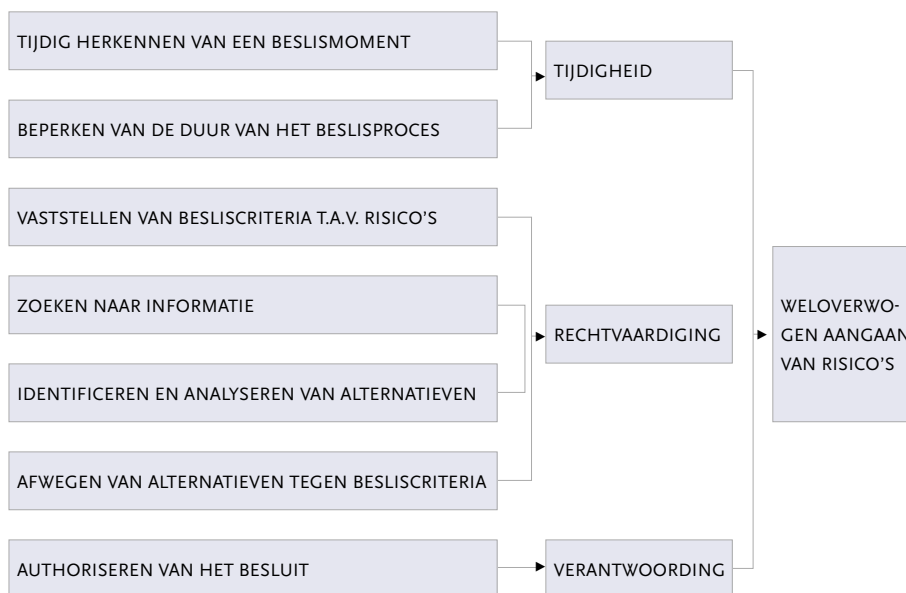 TIJDIG HERKENNEN VAN EEN BESLISMOMENT
TIJDIGHEID
BEPERKEN VAN DE DUUR VAN HET BESLISPROCES
VASTSTELLEN VAN BESLISCRITERIA T.A.V. RISICO'S
ZOEKEN NAAR INFORMATIE
RECHTVAARDIGING
IDENTIFICEREN EN ANALYSEREN VAN ALTERNATIEVEN
AFWEGEN VAN ALTERNATIEVEN TEGEN BESLISCRITERIA
AUTHORISEREN VAN HET BESLUIT
VERANTWOORDING
WELOVERWO-
GEN AANGAAN
VAN RISICO'S